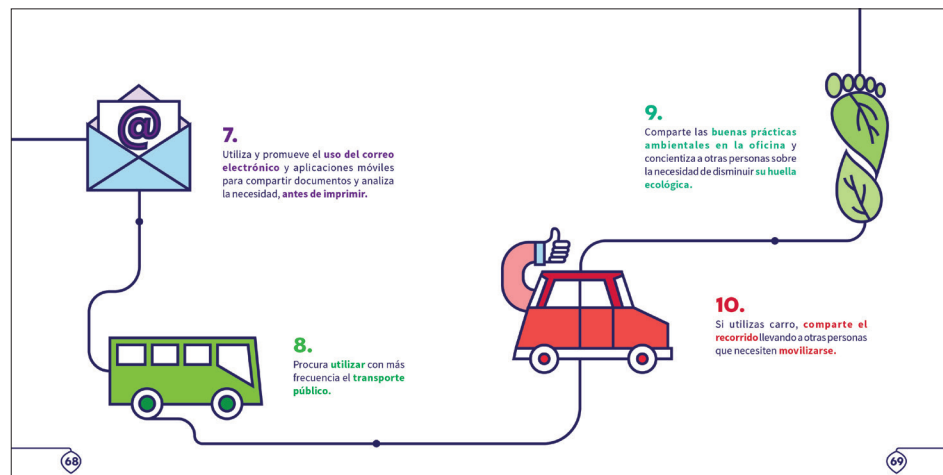 @
7.
Utiliza y promueve el uso del correo
electrónico y aplicaciones móviles
para compartir documentos y analiza
la necesidad, antes de imprimir.
8.
Procura utilizar con más
frecuencia el transporte
público.
9.
Comparte las buenas prácticas
ambientales en la oficina y
concientiza a otras personas sobre
la necesidad de disminuir su huella
ecológica.
10.
Si utilizas carro, comparte el
recorrido llevando a otras personas
que necesiten movilizarse.
68
69